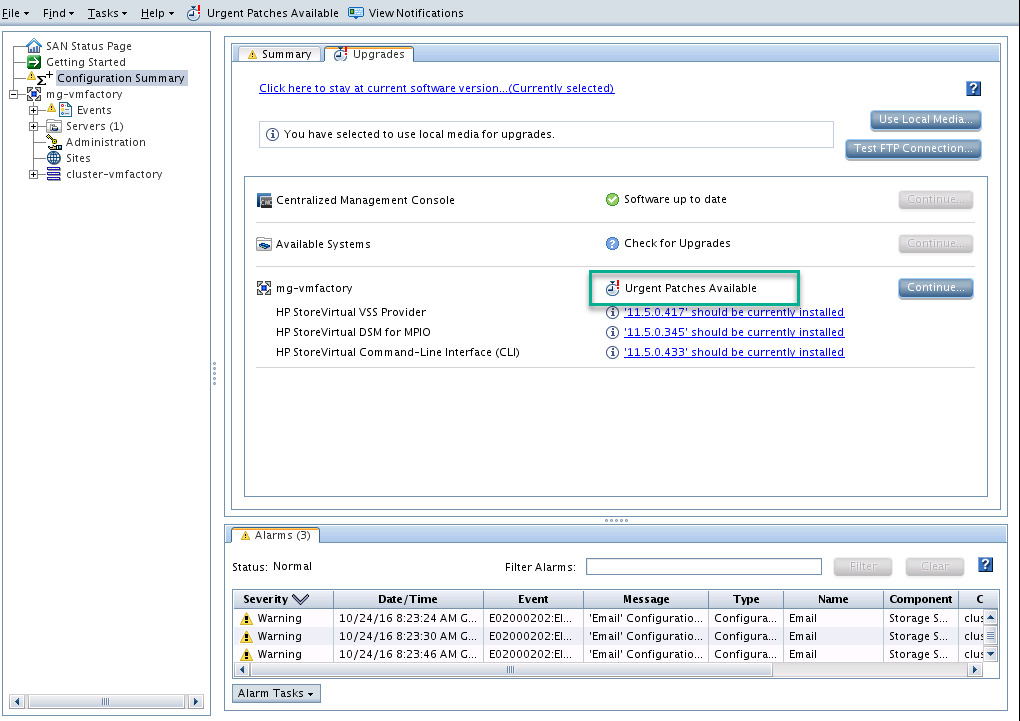 File Find Tasks Help Urgent Patches Available View Notifications
SAN Status Page
Getting Started
Configuration Summary
mg-vmfactory
Events
Servers (1)
Administration
Sites
cluster-vmfactory
Summary Upgrades
Click here to stay at current software version...(Currently selected)
You have selected to use local media for upgrades.
Use Local Media...
Test FTP Connection...
Centralized Management Console Software up to date Continue...
Available Systems Check for Upgrades Continue...
mg-vmfactory Urgent Patches Available Continue...
HP StoreVirtual VSS Provider '11.5.0.417' should be currently installed
HP StoreVirtual DSM for MPIO '11.5.0.345' should be currently installed
HP StoreVirtual Command-Line Interface (CLI) '11.5.0.433' should be currently installed
Alarms (3)
Status: Normal Filter Alarms: Filter Clear
Severity Date/Time Event Message Type Name Component C
Warning 10/24/16 8:23:24 AM G... E02000202:El... 'Email' Configuratio... Configura... Email Storage S... clus
Warning 10/24/16 8:23:30 AM G... E02000202:El... 'Email' Configuratio... Configura... Email Storage S... clus
Warning 10/24/16 8:23:46 AM G... E02000202:El... 'Email' Configuratio... Configura... Email Storage S... clus
Alarm Tasks